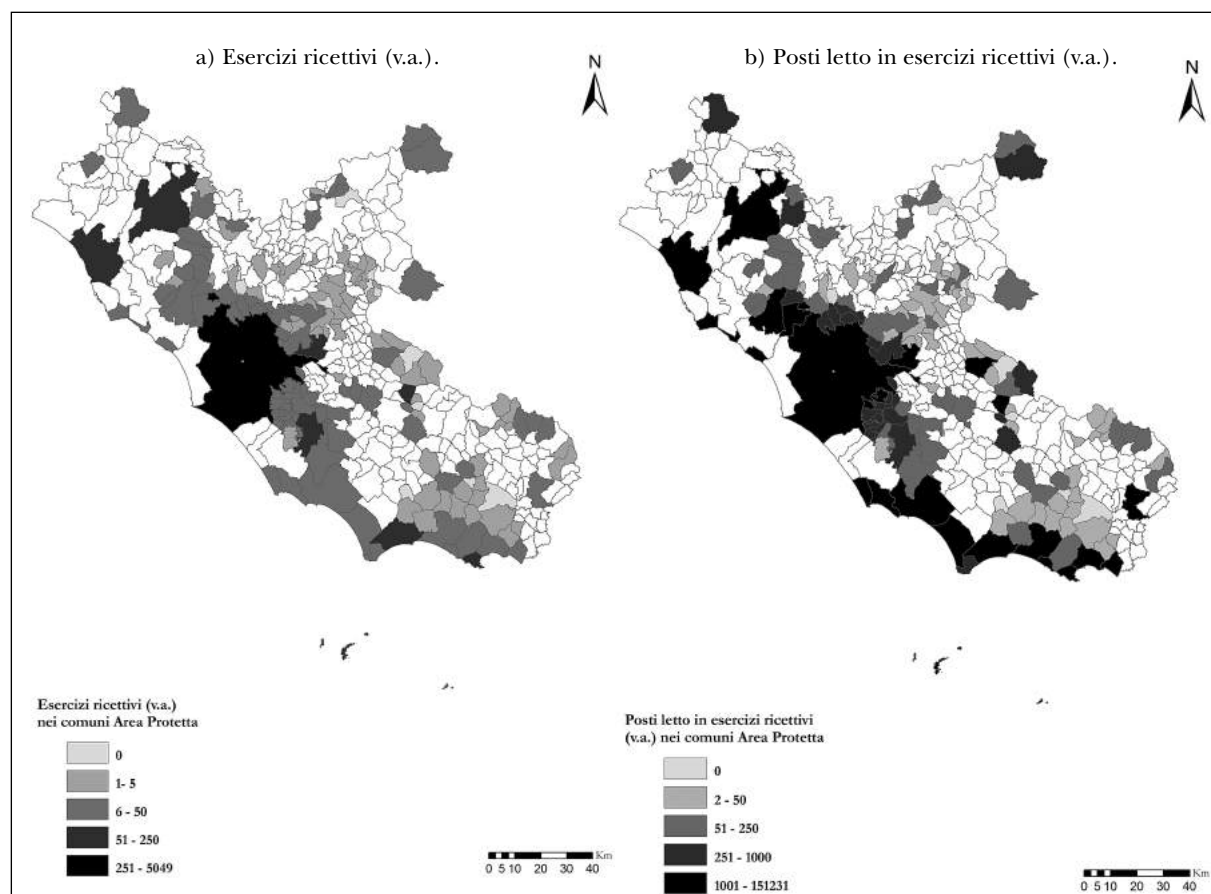 a) Esercizi ricettivi (v.a.).
N
Esercizi ricettivi (v.a.)
nei comuni Area Protetta
0
1- 5
6 - 50
51 - 250
251 - 5049
0 5 10 20 30 40 Km
b) Posti letto in esercizi ricettivi (v.a.).
N
Posti letto in esercizi ricettivi
(v.a.) nei comuni Area Protetta
0
2 - 50
51 - 250
251 - 1000
1001 - 151231
0 5 10 20 30 40 Km